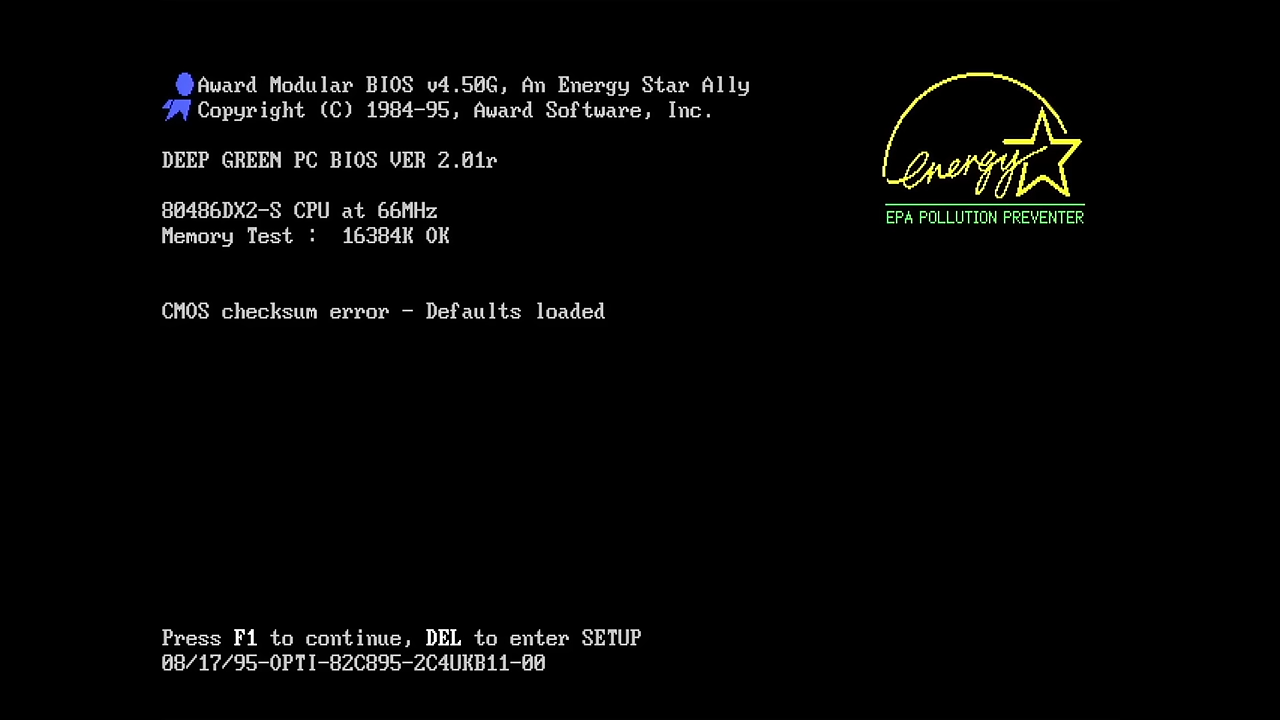 Award Modular BIOS v4.50G, An Energy Star Ally
Copyright (C) 1984-95, Award Software, Inc.
energy
EPA POLLUTION PREVENTER
DEEP GREEN PC BIOS VER 2.01r
80486DX2-S CPU at 66MHz
Memory Test :  16384K OK
CMOS checksum error - Defaults loaded
Press F1 to continue, DEL to enter SETUP
08/17/95-OPTI-82C895-2C4UKB11-00